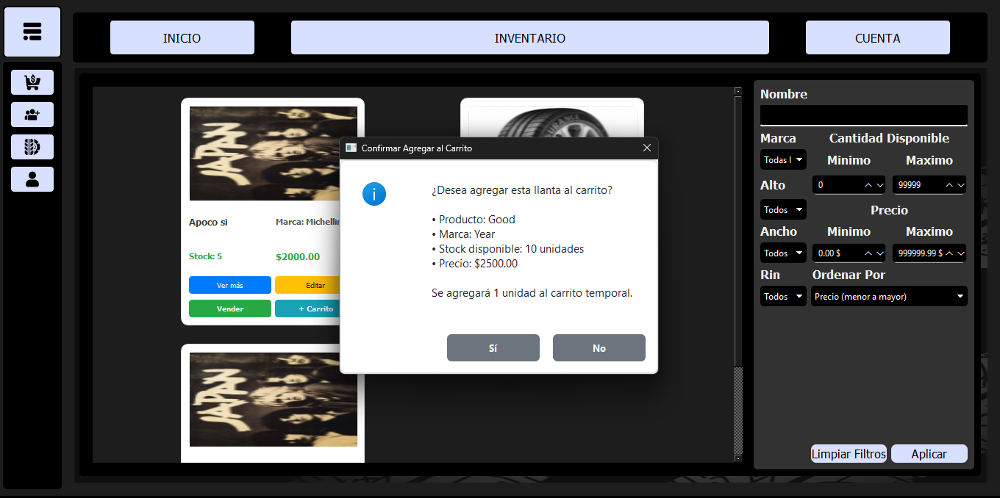 INICIO
INVENTARIO
CUENTA
JAPAN
Apoco si
Marca: Michellin
Stock: 5
$2000.00
Ver más
Editar
Vender
+ Carrito
JAPAN
Confirmar Agregar al Carrito
¿Desea agregar esta llanta al carrito?
• Producto: Good
• Marca: Year
• Stock disponible: 10 unidades
• Precio: $2500.00
Se agregará 1 unidad al carrito temporal.
Sí
No
Nombre
Marca
Cantidad Disponible
Todas l
Minimo
Maximo
Alto
0
99999
Todos
Precio
Ancho
Minimo
Maximo
Todos
0.00 $
999999.99 $
Rin
Ordenar Por
Todos
Precio (menor a mayor)
Limpiar Filtros
Aplicar